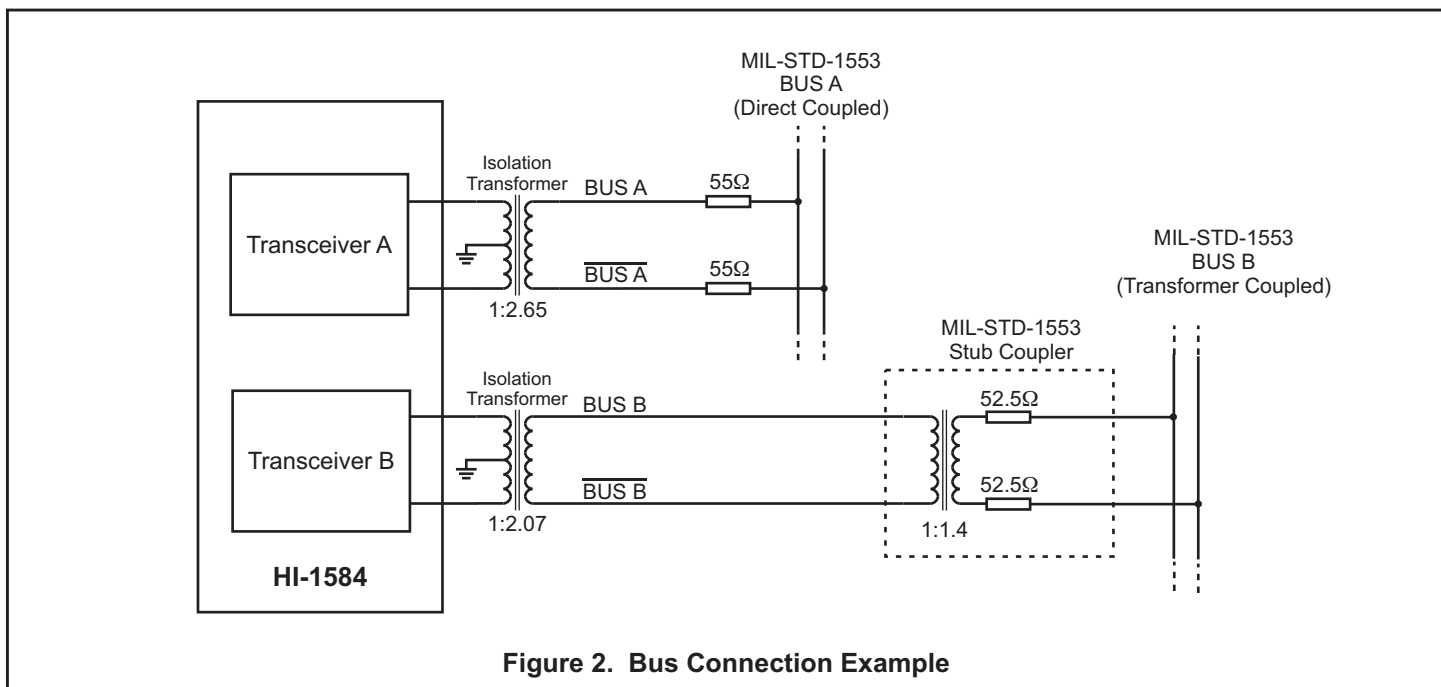 MIL-STD-1553
BUS A
(Direct Coupled)
Isolation
Transformer
BUS A
55Ω
Transceiver A
BUS A
55Ω
1:2.65
MIL-STD-1553
BUS B
(Transformer Coupled)
MIL-STD-1553
Stub Coupler
Isolation
Transformer
BUS B
52.5Ω
Transceiver B
BUS B
52.5Ω
1:2.07
1:1.4
HI-1584
Figure 2. Bus Connection Example